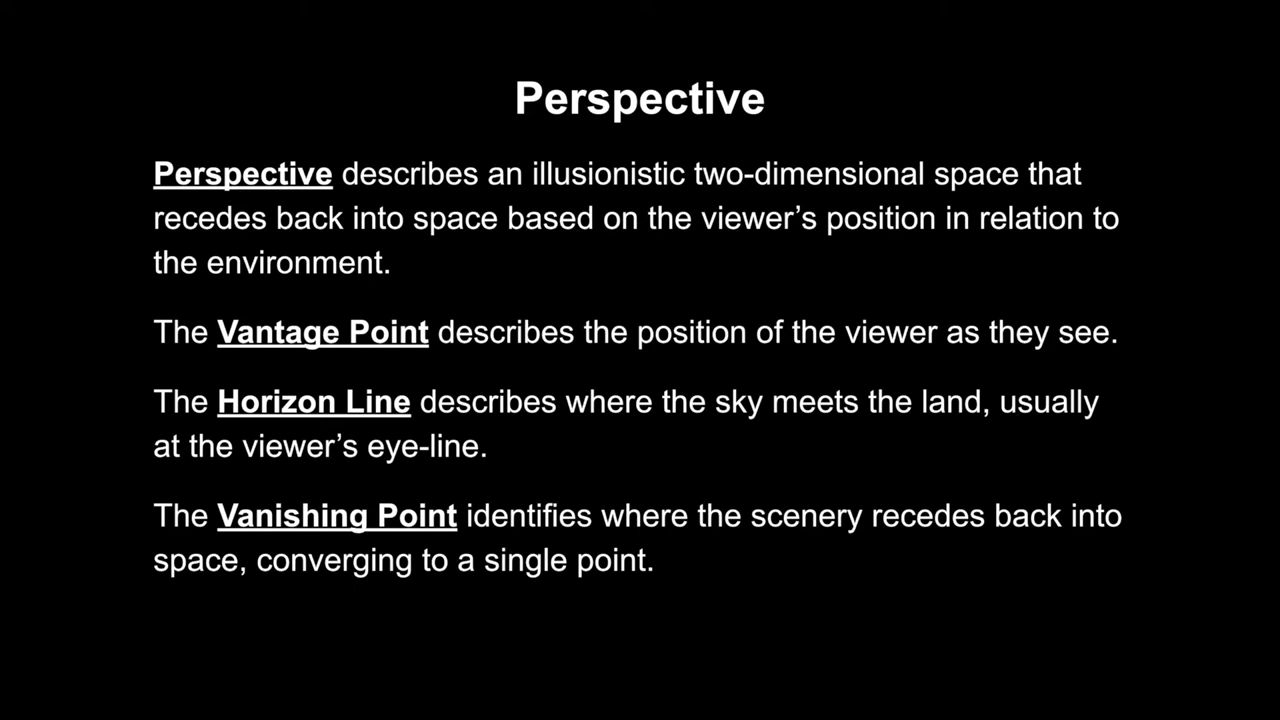 Perspective
Perspective describes an illusionistic two-dimensional space that
recedes back into space based on the viewer’s position in relation to
the environment.
The Vantage Point describes the position of the viewer as they see.
The Horizon Line describes where the sky meets the land, usually
at the viewer’s eye-line.
The Vanishing Point identifies where the scenery recedes back into
space, converging to a single point.